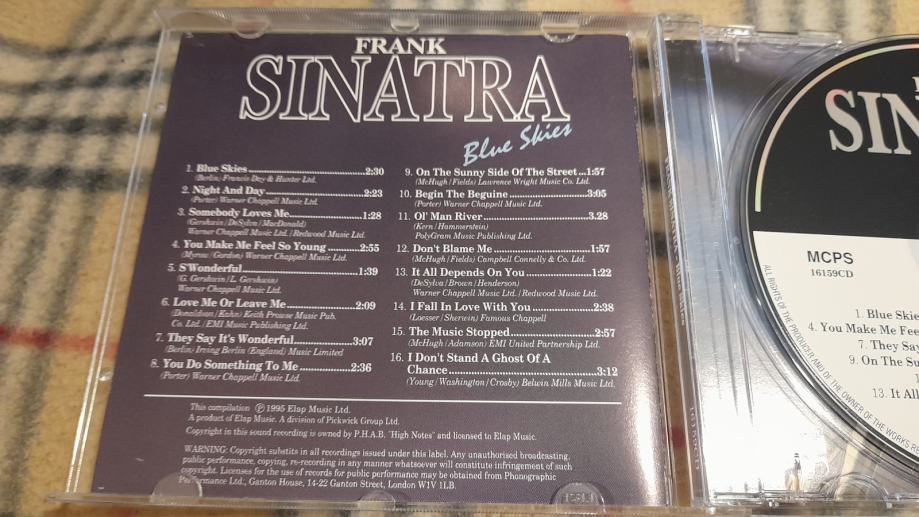 FRANK
SINATRA
Blue Skies
1. Blue Skies 2:30
(Berlin) Francis Day & Hunter Ltd.
2. Night And Day 2:23
(Porter) Warner Chappell Music Ltd.
3. Somebody Loves Me 1:28
(Gershwin/DeSylva/MacDonald)
Warner Chappell Music Ltd./Redwood Music Ltd.
4. You Make Me Feel So Young 2:55
(Myrow/Gordon) Warner Chappell Music Ltd.
5. S'Wonderful 1:39
(G. Gershwin/L. Gershwin)
Warner Chappell Music Ltd.
6. Love Me Or Leave Me 2:09
(Donaldson/Kahn) Keith Prowse Music Pub.
Co. Ltd./EMI Music Publishing Ltd.
7. They Say It's Wonderful 3:07
(Berlin) Irving Berlin (England) Music Limited
8. You Do Something To Me 2:36
(Porter) Warner Chappell Music Ltd.
9. On The Sunny Side Of The Street 1:57
(McHugh/Fields) Laurence Wright Music Co. Ltd.
10. Begin The Beguine 3:05
(Porter) Warner Chappell Music Ltd.
11. Ol' Man River 3.28
(Kern/Hammerstein)
PolyGram Music Publishing Ltd.
12. Don't Blame Me 1:57
(McHugh/Fields) Campbell Connelly & Co. Ltd.
13. It All Depends On You 1:22
(DeSylva/Brown/Henderson)
Warner Chappell Music Ltd./Redwood Music Ltd.
14. I Fall In Love With You 2:38
(Loesser/Sherwin) Famous Chappell
15. The Music Stopped 2:57
(McHugh/Adamson) EMI United Partnership Ltd.
16. I Don't Stand A Ghost Of A
Chance 3:12
(Young/Washington/Crosby) Belwin Mills Music Ltd.
This compilation ℗ 1995 Elap Music Ltd.
A product of Elap Music. A division of Pickwick Group Ltd.
Copyright in this sound recording is owned by P.H.A.B. "High Notes" and licensed to Elap Music.
WARNING: Copyright subsists in all recordings issued under this label. Any unauthorised broadcasting,
public performance, copying, re-recording in any manner whatsoever will constitute infringement of such
copyright. Licenses for the use of records for public performance may be obtained from Phonographic
Performance Ltd., Ganton House, 14-22 Ganton Street, London W1V 1LB.
SIN
MCPS
16159CD
1. Blue Skie
4. You Make Me Fee
7. They Say
9. On The Su
13. It All
ALL RIGHTS OF THE PRODUCER AND OF THE OWNER OF THE WORKS RE